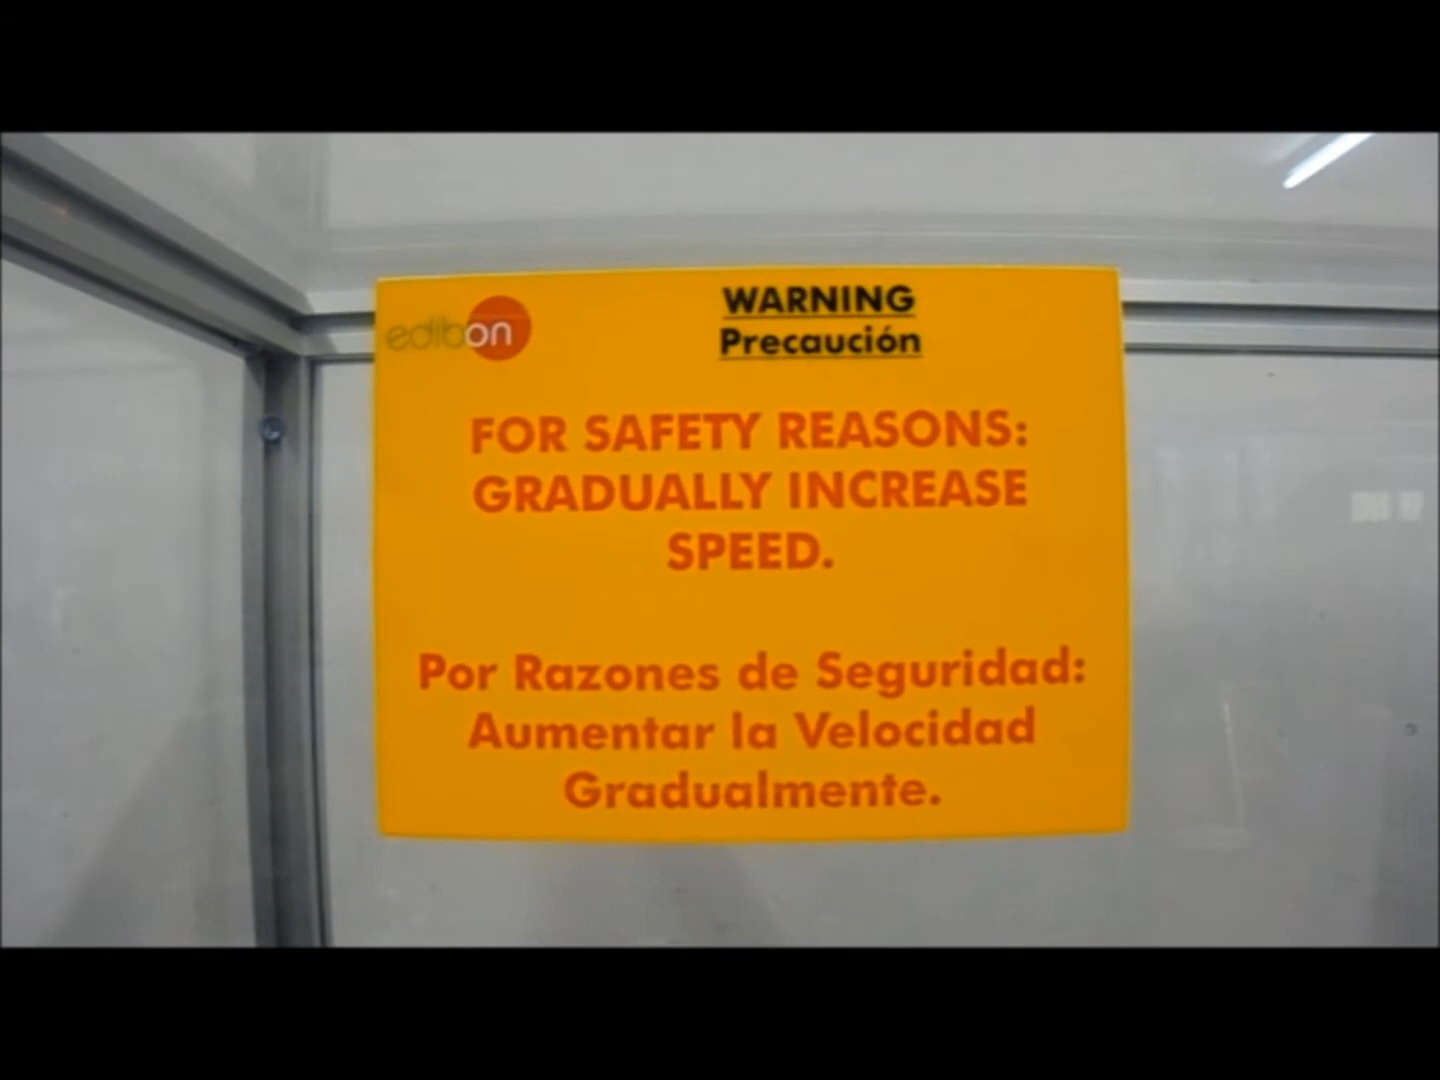 edibon
WARNING
Precaución
FOR SAFETY REASONS:
GRADUALLY INCREASE
SPEED.
Por Razones de Seguridad:
Aumentar la Velocidad
Gradualmente.